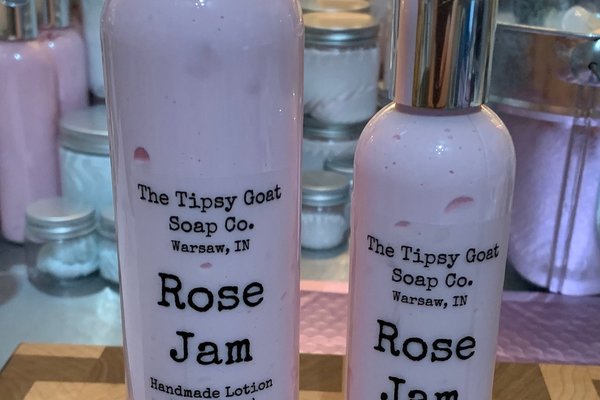 The Tipsy Goat
Soap Co.
Warsaw, IN
Rose
Jam
Handmade Lotion
The Tipsy Goat
Soap Co.
Warsaw, IN
Rose
Jam